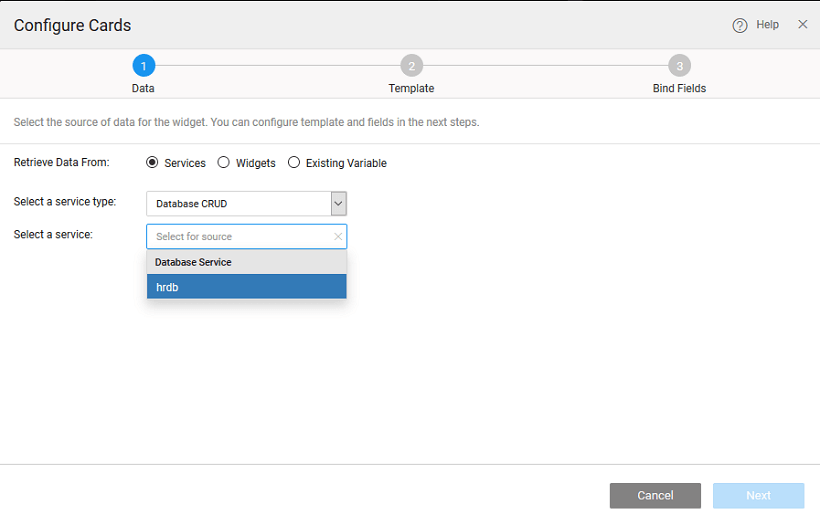 Configure Cards
? Help ×
1 2 3
Data Template Bind Fields
Select the source of data for the widget. You can configure template and fields in the next steps.
Retrieve Data From: Services Widgets Existing Variable
Select a service type: Database CRUD
Select a service: Select for source ×
Database Service
hrdb
Cancel Next